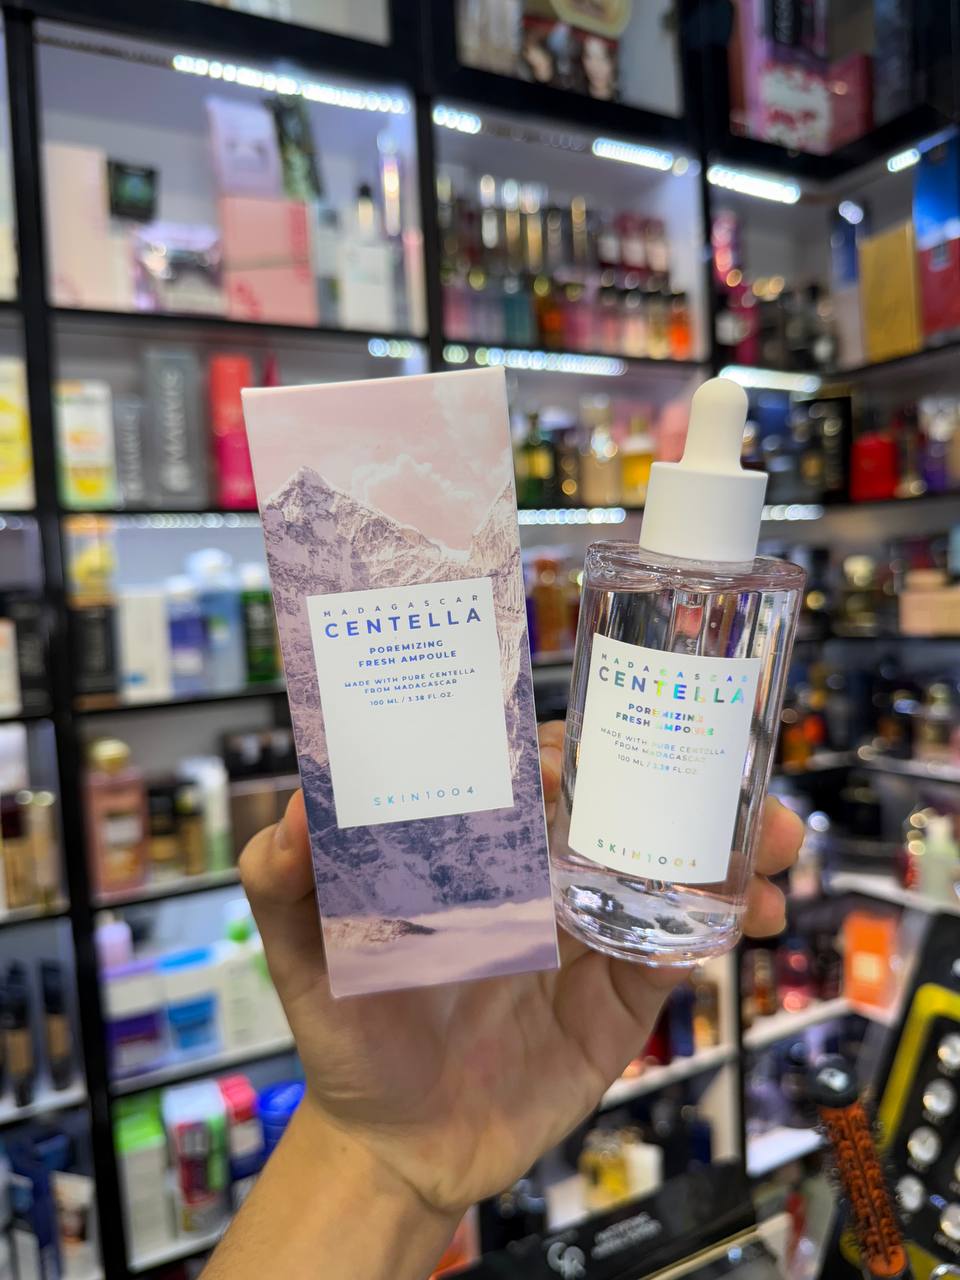 MADAGASCAR
CENTELLA
POREMIZING
FRESH AMPOULE
MADE WITH PURE CENTELLA
FROM MADAGASCAR
100 ML / 3.38 FL.OZ.
SKIN1004
MADAGASCAR
CENTELLA
POREMIZING
FRESH AMPOULE
MADE WITH PURE CENTELLA
FROM MADAGASCAR
100 ML / 3.38 FL.OZ.
SKIN1004